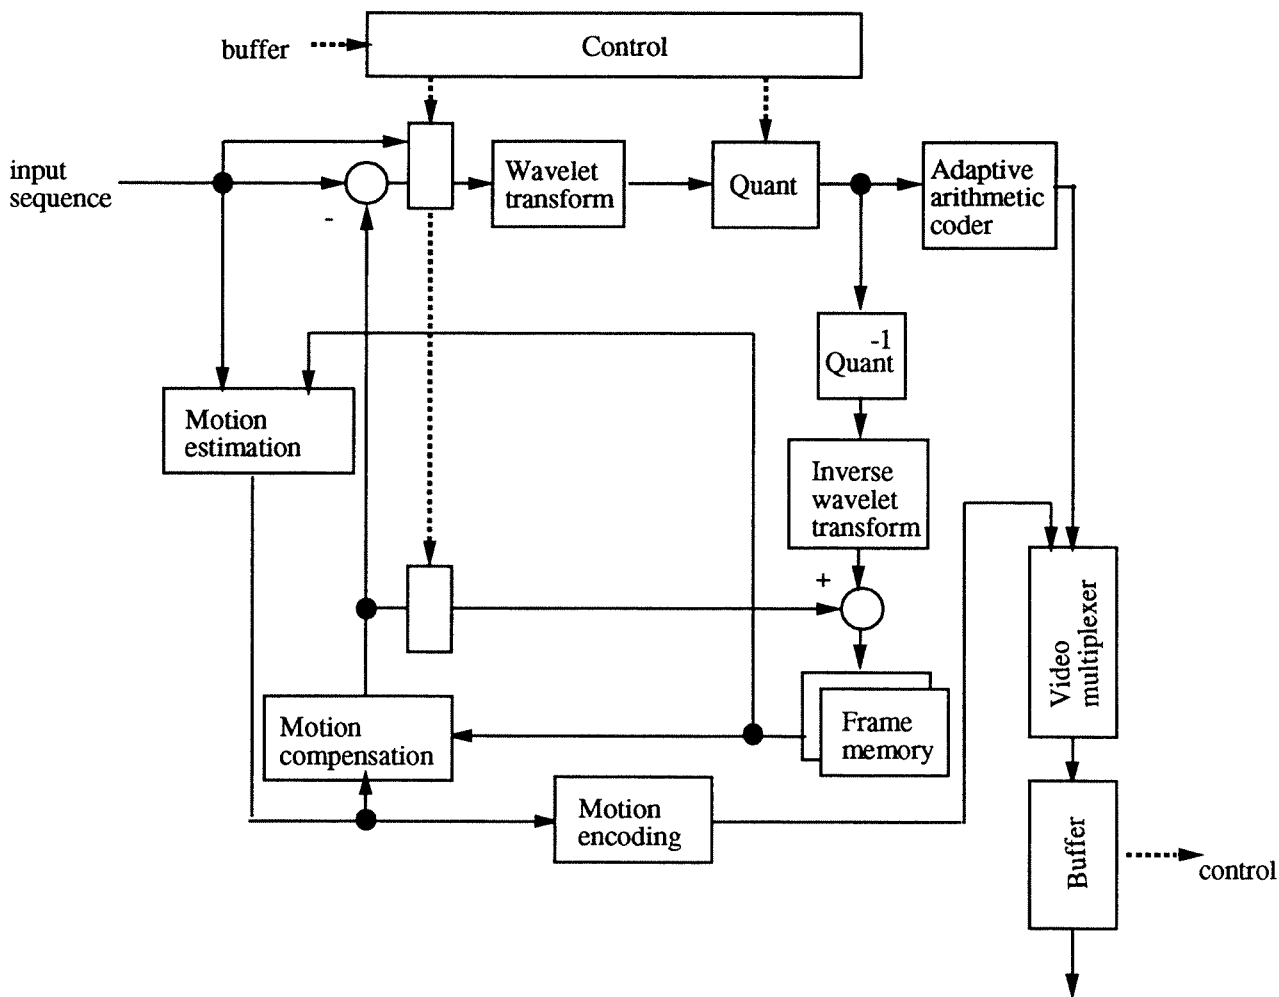 buffer
Control
input
sequence
-
Wavelet
transform
Quant
Adaptive
arithmetic
coder
-1
Quant
Motion
estimation
Inverse
wavelet
transform
+
Video
multiplexer
Motion
compensation
Frame
memory
Motion
encoding
Buffer
control